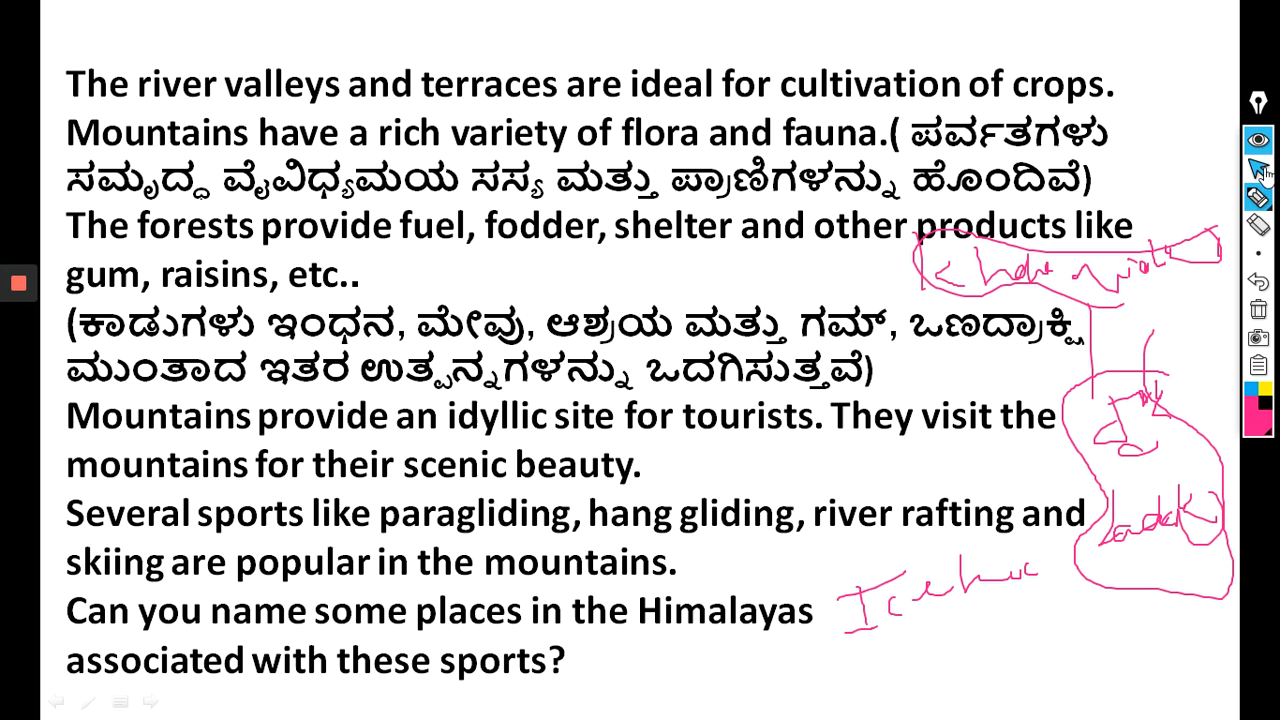 The river valleys and terraces are ideal for cultivation of crops.
Mountains have a rich variety of flora and fauna.( ಪರ್ವತಗಳು
ಸಮೃದ್ಧ ವೈವಿಧ್ಯಮಯ ಸಸ್ಯ ಮತ್ತು ಪ್ರಾಣಿಗಳನ್ನು ಹೊಂದಿವೆ)
The forests provide fuel, fodder, shelter and other products like
gum, raisins, etc..
(ಕಾಡುಗಳು ಇಂಧನ, ಮೇವು, ಆಶ್ರಯ ಮತ್ತು ಗಮ್, ಒಣದ್ರಾಕ್ಷಿ
ಮುಂತಾದ ಇತರ ಉತ್ಪನ್ನಗಳನ್ನು ಒದಗಿಸುತ್ತವೆ)
Mountains provide an idyllic site for tourists. They visit the
mountains for their scenic beauty.
Several sports like paragliding, hang gliding, river rafting and
skiing are popular in the mountains.
Can you name some places in the Himalayas
associated with these sports?